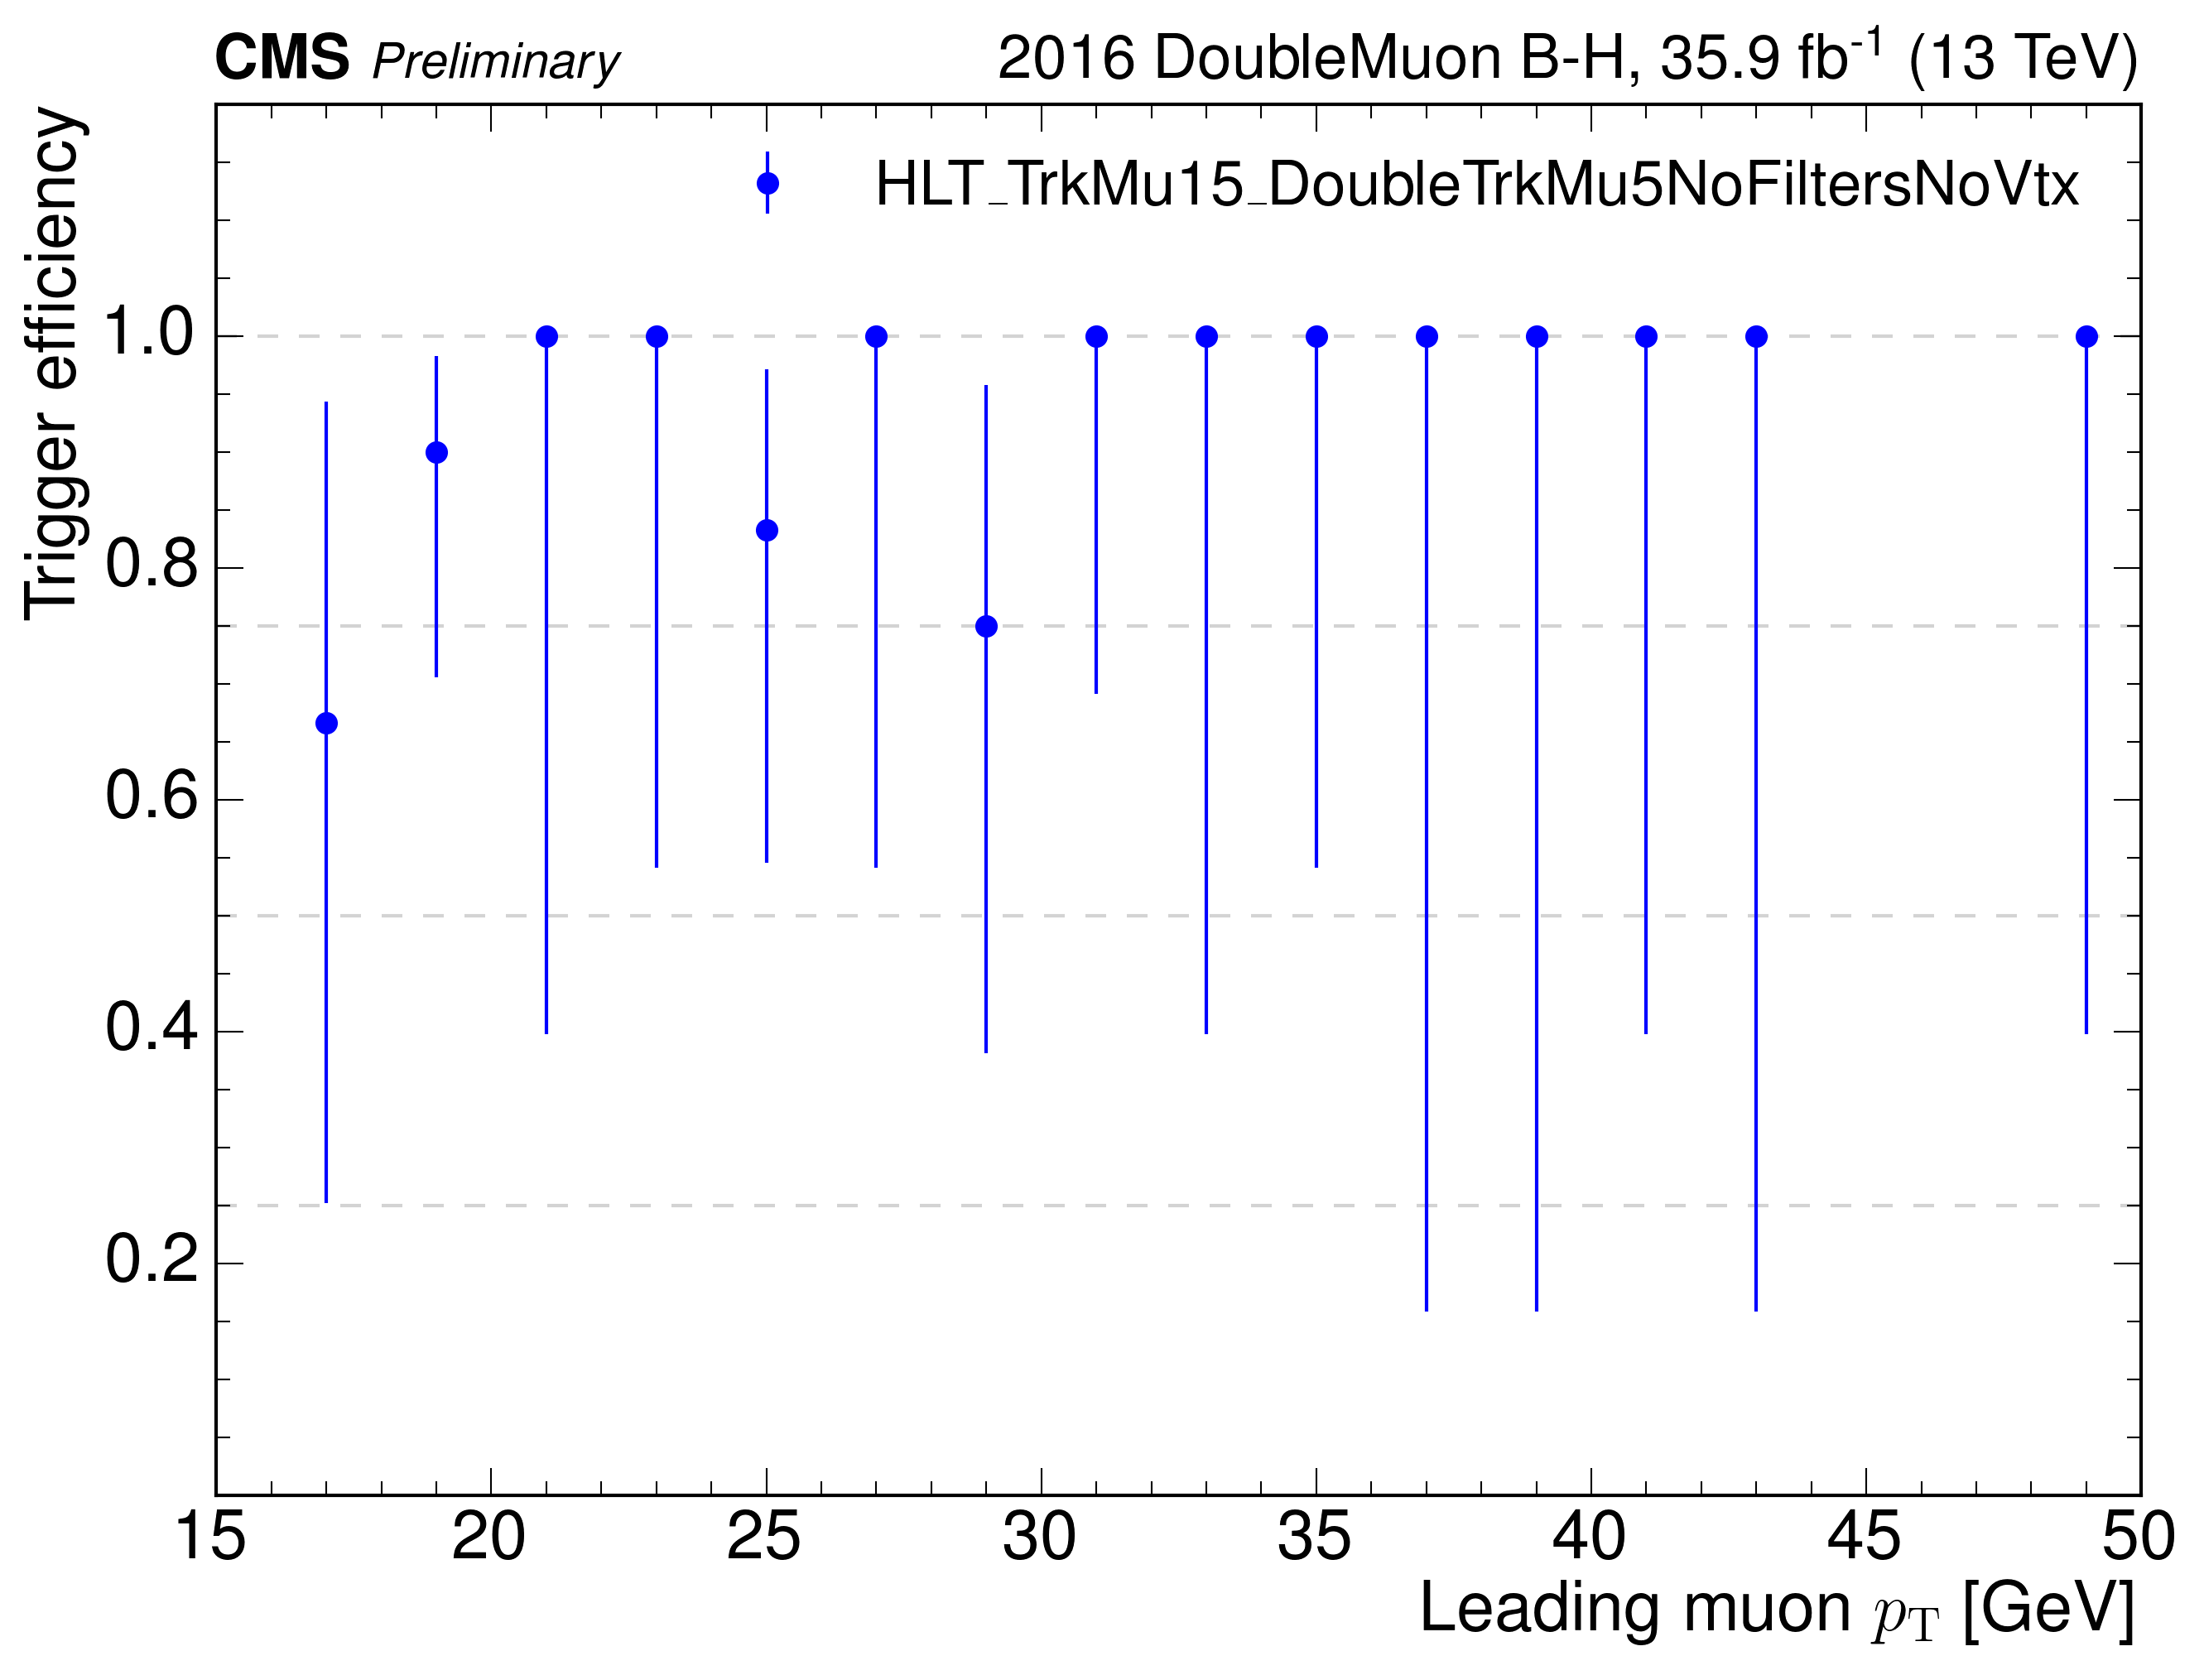 CMS Preliminary 2016 DoubleMuon B-H, 35.9 fb⁻¹ (13 TeV)
HLT_TrkMu15_DoubleTrkMu5NoFiltersNoVtx
Trigger efficiency
1.0
0.8
0.6
0.4
0.2
15 20 25 30 35 40 45 50
Leading muon p_T [GeV]